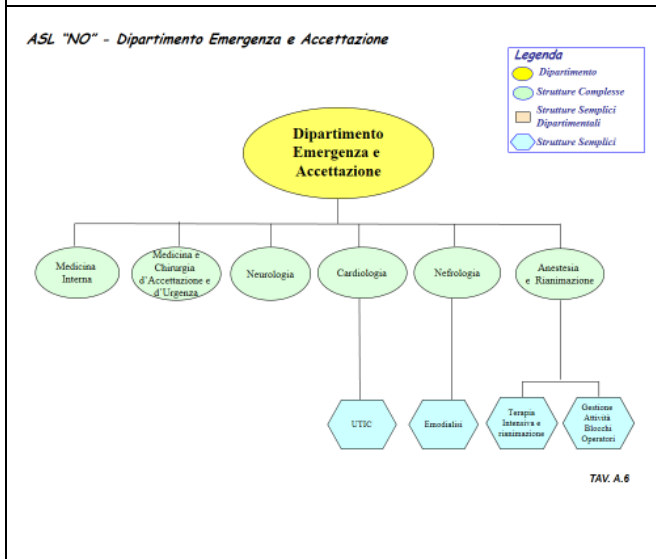 ASL "NO" - Dipartimento Emergenza e Accettazione
Legenda
Dipartimento
Strutture Complesse
Strutture Semplici
Dipartimentali
Strutture Semplici
Dipartimento
Emergenza e
Accettazione
Medicina
Interna
Medicina e
Chirurgia
d'Accettazione e
d'Urgenza
Neurologia
Cardiologia
Nefrologia
Anestesia
e Rianimazione
UTIC
Emodialisi
Terapia
Intensiva e
rianimazione
Gestione
Attività
Blocchi
Operatori
TAV. A.6